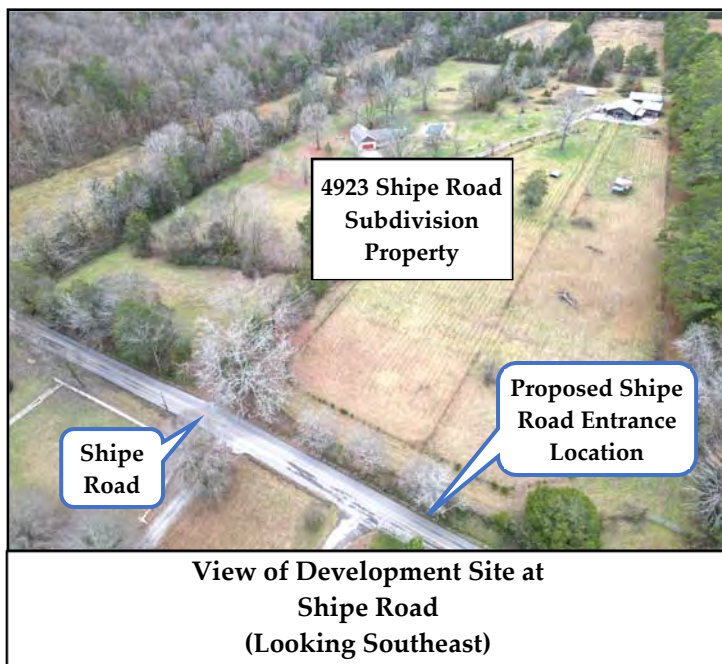 4923 Shipe Road
Subdivision
Property
Proposed Shipe
Road Entrance
Location
Shipe
Road
View of Development Site at
Shipe Road
(Looking Southeast)